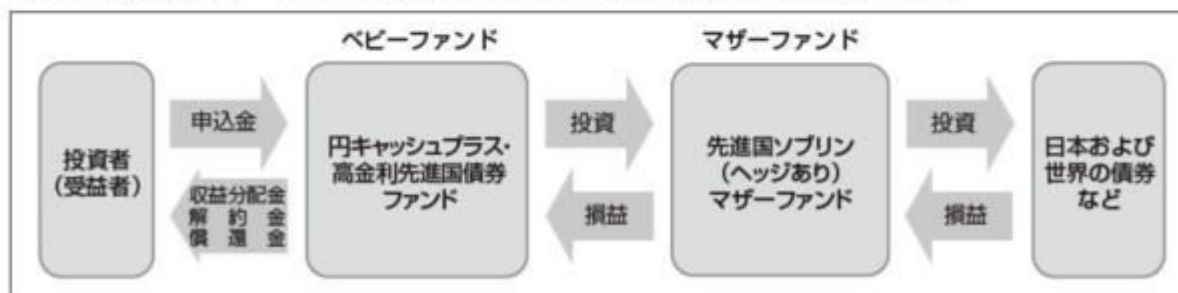 ベビーファンド
マザーファンド
投資者
(受益者)
申込金
収益分配金
解約金
償還金
円キャッシュプラス・
高金利先進国債券
ファンド
投資
損益
先進国ソブリン
(ヘッジあり)
マザーファンド
投資
損益
日本および
世界の債券
など